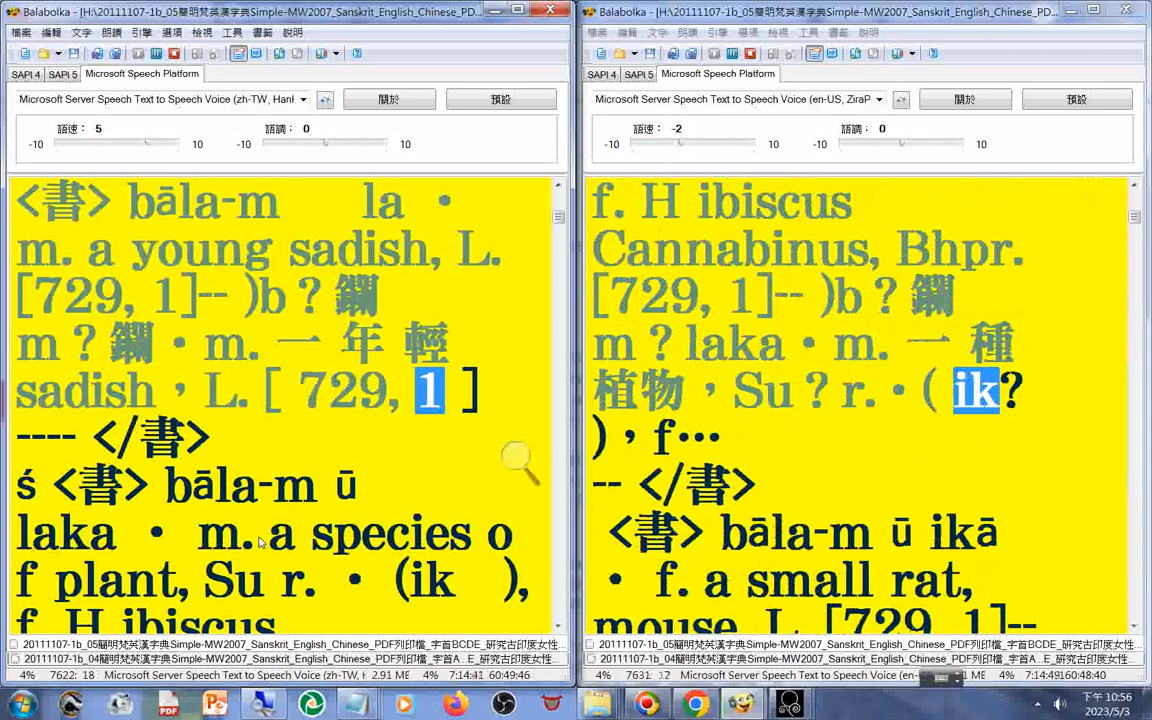 Balabolka - [H:\20111107-1b_05簡明梵英漢字典Simple-MW2007_Sanskrit_English_Chinese_PD...
檔案 編輯 文字 朗讀 引擎 選項 檢視 工具 書籤 說明
SAPI 4 SAPI 5 Microsoft Speech Platform
Microsoft Server Speech Text to Speech Voice (zh-TW, Hanl 關於 預設
語速： 5 語調： 0
-10 10 -10 10
<書> bāla-m la •
m. a young sadish, L.
[729, 1]-- )b？鑭
m？鑭•m. 一 年 輕
sadish，L. [ 729, 1 ]
---- </書>
ś <書> bāla-m ū
laka • m. a species o
f plant, Su r. • (ik ),
f. H ibiscus
20111107-1b_05簡明梵英漢字典Simple-MW2007_Sanskrit_English_Chinese_PDF列印檔_字首BCDE_研究古印度女性...
20111107-1b_04簡明梵英漢字典Simple-MW2007_Sanskrit_English_Chinese_PDF列印檔_字首A...E_研究古印度女性...
4% 7622: 18 Microsoft Server Speech Text to Speech Voice (zh-TW, 2.91 MB 4% 7:14:41 60:49:46
Balabolka - [H:\20111107-1b_05簡明梵英漢字典Simple-MW2007_Sanskrit_English_Chinese_PD...
檔案 編輯 文字 朗讀 引擎 選項 檢視 工具 書籤 說明
SAPI 4 SAPI 5 Microsoft Speech Platform
Microsoft Server Speech Text to Speech Voice (en-US, ZiraP 關於 預設
語速： -2 語調： 0
-10 10 -10 10
f. H ibiscus
Cannabinus, Bhpr.
[729, 1]-- )b？鑭
m？laka•m. 一 種
植物，Su？r.•( ik?
)，f…
-- </書>
<書> bāla-m ū ikā
• f. a small rat,
mouse, L. [729, 1]--
20111107-1b_05簡明梵英漢字典Simple-MW2007_Sanskrit_English_Chinese_PDF列印檔_字首BCDE_研究古印度女性...
20111107-1b_04簡明梵英漢字典Simple-MW2007_Sanskrit_English_Chinese_PDF列印檔_字首A...E_研究古印度女性...
4% 7631: Microsoft Server Speech Text to Speech Voice (en-US, MB 4% 7:14:49 160:48:40
下午 10:56
2023/5/3